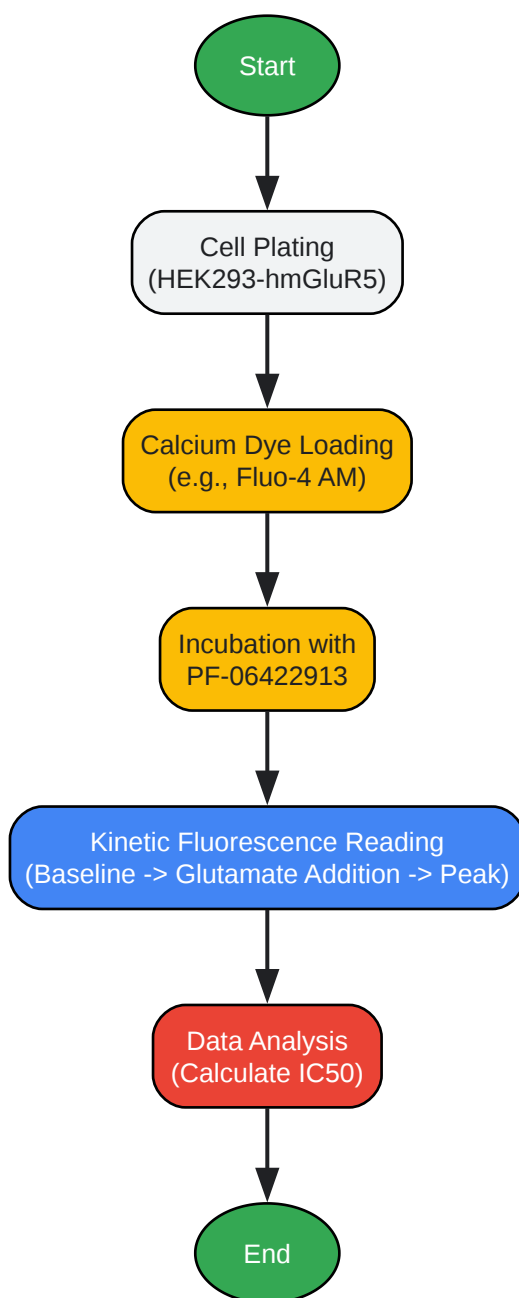 Start
Cell Plating
(HEK293-hmGluR5)
Calcium Dye Loading
(e.g., Fluo-4 AM)
Incubation with
PF-06422913
Kinetic Fluorescence Reading
(Baseline -> Glutamate Addition -> Peak)
Data Analysis
(Calculate IC50)
End